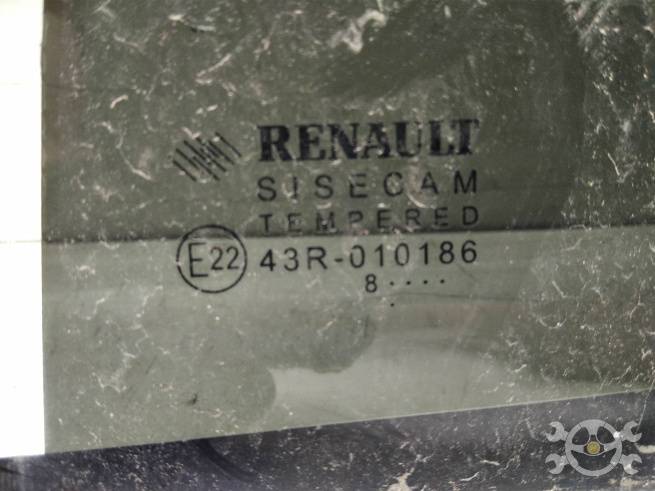 RENAULT
SISECAM
TEMPERED
E22 43R-010186
8....
.